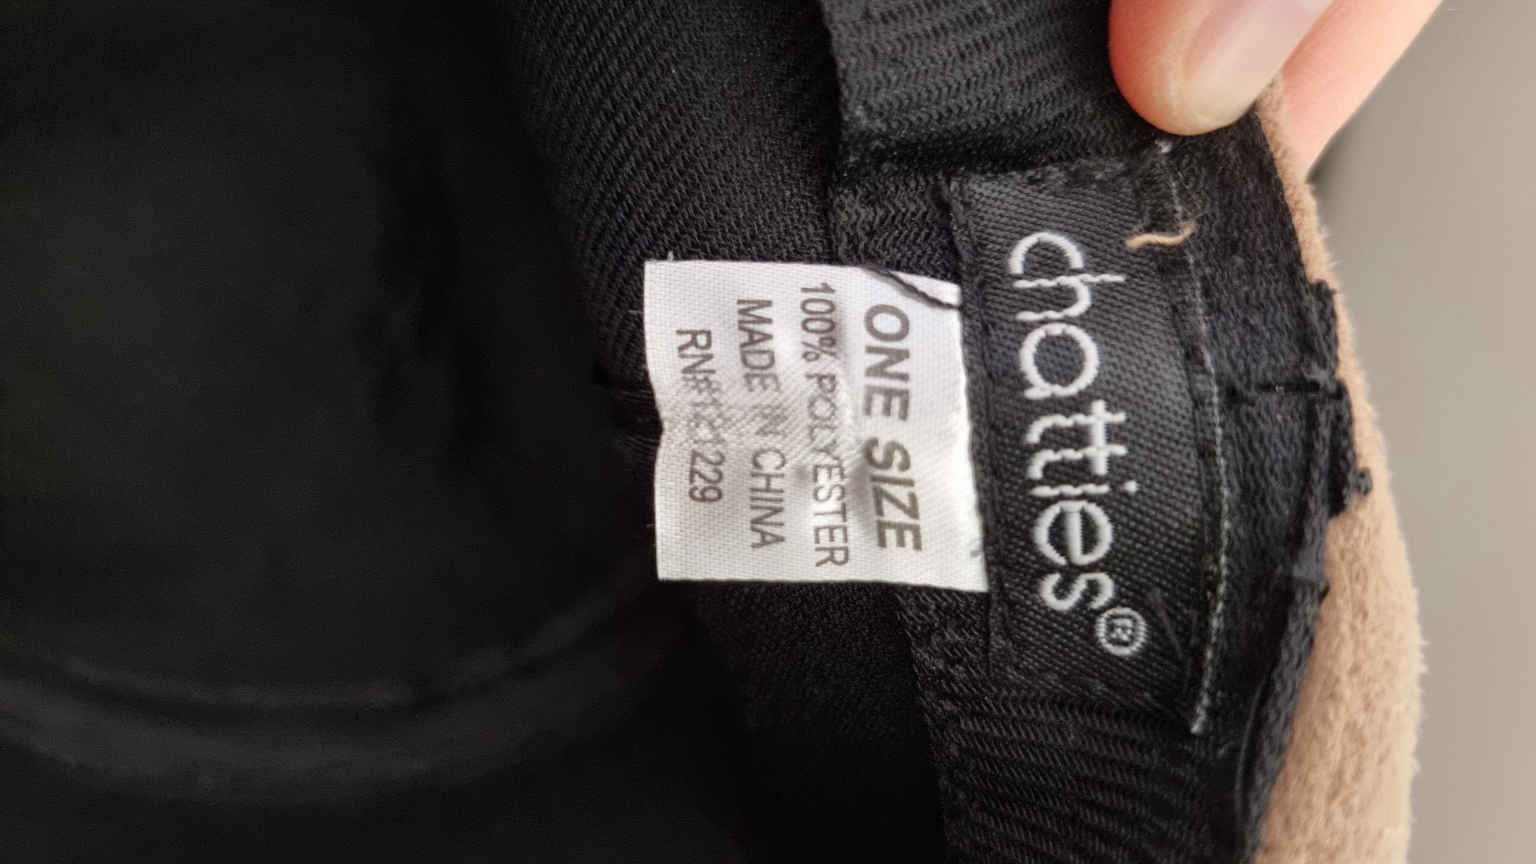 chatties®
ONE SIZE
100% POLYESTER
MADE IN CHINA